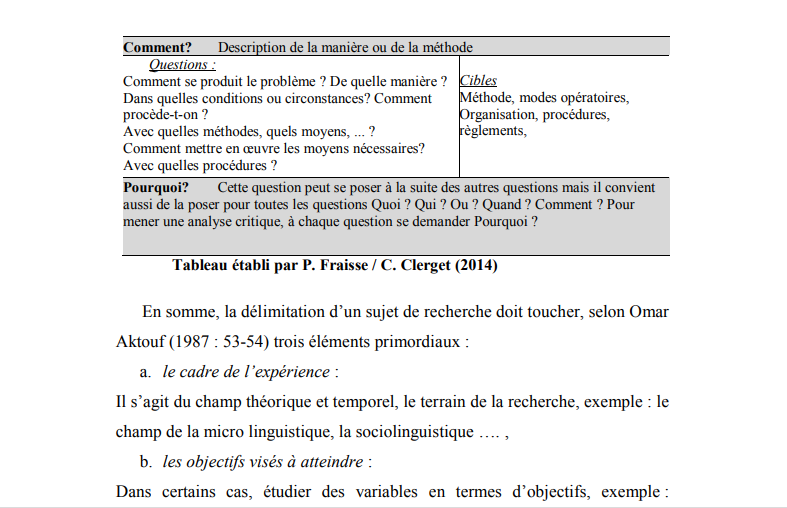 Comment? Description de la manière ou de la méthode
Questions :
Comment se produit le problème ? De quelle manière ?
Dans quelles conditions ou circonstances? Comment
procède-t-on ?
Avec quelles méthodes, quels moyens, ... ?
Comment mettre en œuvre les moyens nécessaires?
Avec quelles procédures ?
Cibles
Méthode, modes opératoires,
Organisation, procédures,
règlements,
Pourquoi? Cette question peut se poser à la suite des autres questions mais il convient
aussi de la poser pour toutes les questions Quoi ? Qui ? Ou ? Quand ? Comment ? Pour
mener une analyse critique, à chaque question se demander Pourquoi ?
Tableau établi par P. Fraisse / C. Clerget (2014)
En somme, la délimitation d’un sujet de recherche doit toucher, selon Omar
Aktouf (1987 : 53-54) trois éléments primordiaux :
a. le cadre de l’expérience :
Il s’agit du champ théorique et temporel, le terrain de la recherche, exemple : le
champ de la micro linguistique, la sociolinguistique …. ,
b. les objectifs visés à atteindre :
Dans certains cas, étudier des variables en termes d’objectifs, exemple :